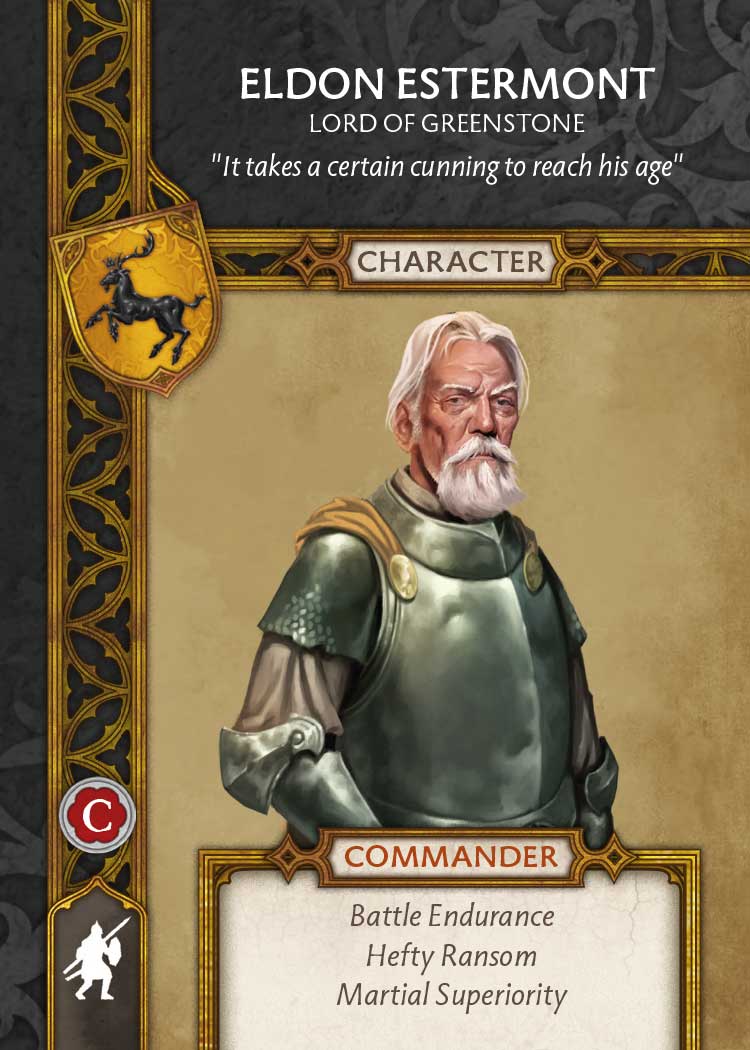 ELDON ESTERMONT
LORD OF GREENSTONE
"It takes a certain cunning to reach his age"
CHARACTER
C
COMMANDER
Battle Endurance
Hefty Ransom
Martial Superiority